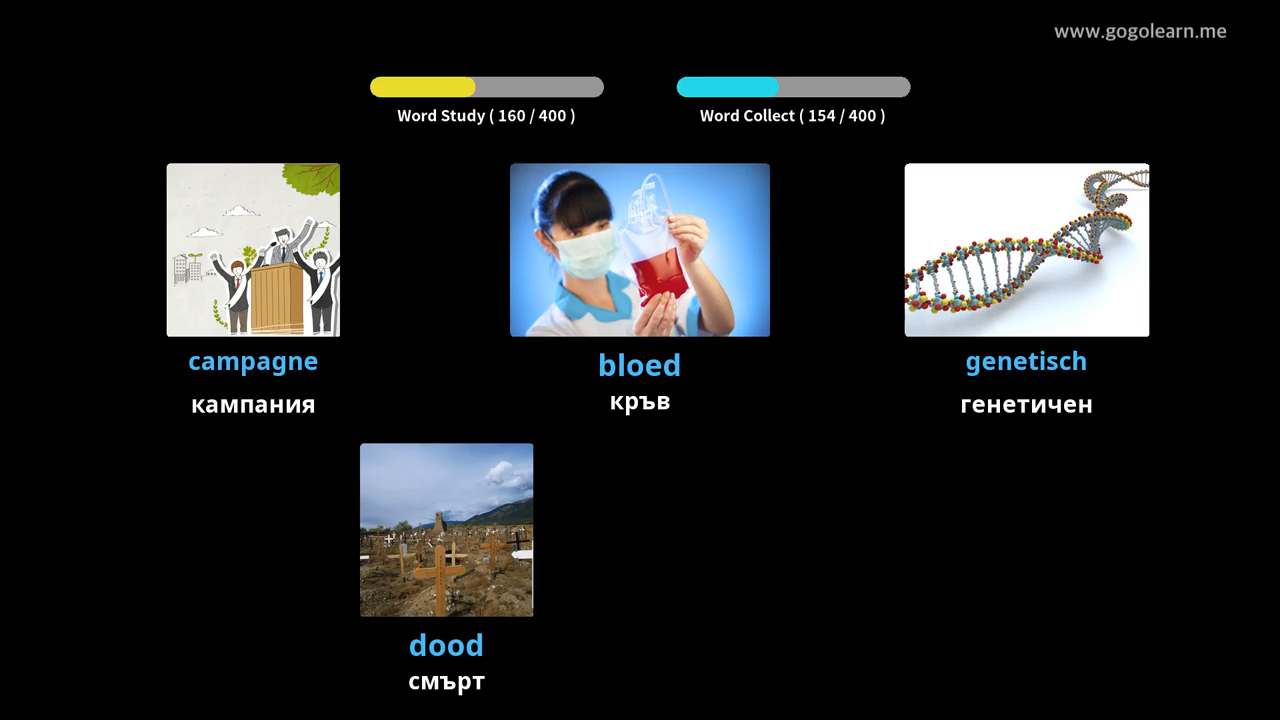 www.gogolearn.me
Word Study ( 160 / 400 )
Word Collect ( 154 / 400 )
campagne
кампания
bloed
кръв
genetisch
генетичен
dood
смърт